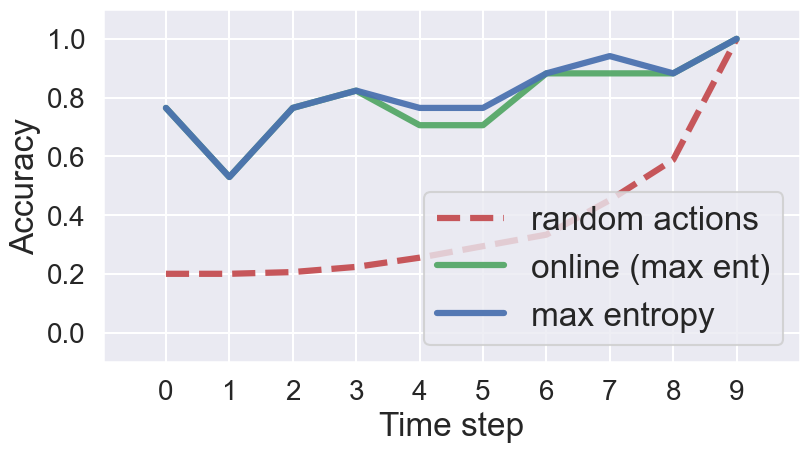 1.0
0.8
0.6
0.4
0.2
0.0
Accuracy
random actions
online (max ent)
max entropy
0 1 2 3 4 5 6 7 8 9
Time step